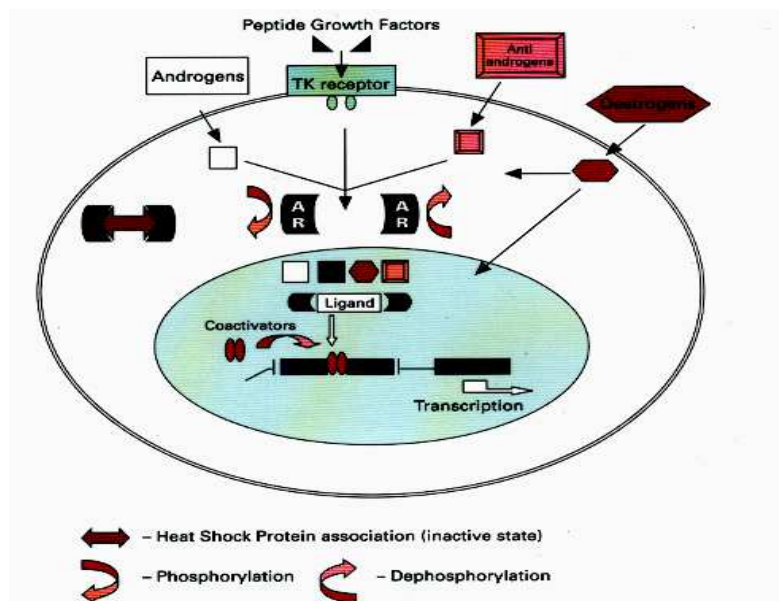 Peptide Growth Factors
Androgens
TK receptor
Anti
androgens
Oestrogens
A
R
A
R
Ligand
Coactivators
Transcription
– Heat Shock Protein association (inactive state)
– Phosphorylation
– Dephosphorylation